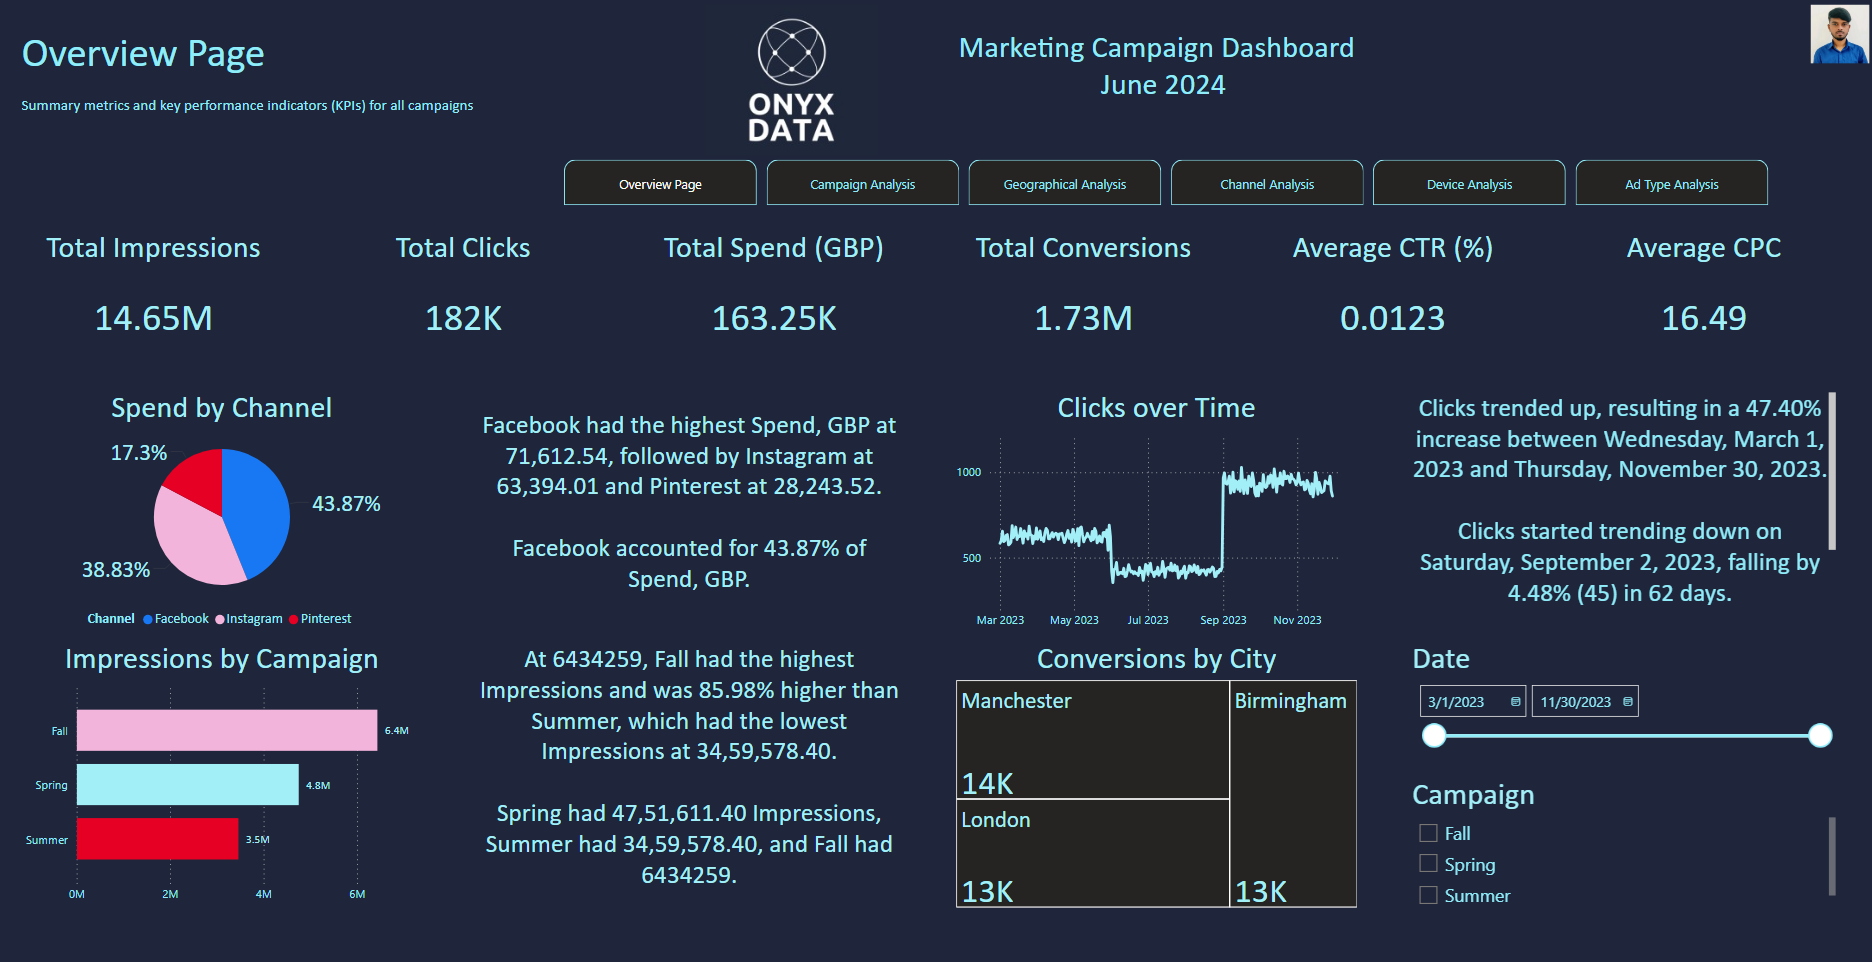 Overview Page
Summary metrics and key performance indicators (KPIs) for all campaigns
ONYX
DATA
Marketing Campaign Dashboard
June 2024
Overview Page
Campaign Analysis
Geographical Analysis
Channel Analysis
Device Analysis
Ad Type Analysis
Total Impressions
14.65M
Total Clicks
182K
Total Spend (GBP)
163.25K
Total Conversions
1.73M
Average CTR (%)
0.0123
Average CPC
16.49
Spend by Channel
17.3%
43.87%
38.83%
Channel Facebook Instagram Pinterest
Facebook had the highest Spend, GBP at
71,612.54, followed by Instagram at
63,394.01 and Pinterest at 28,243.52.
Facebook accounted for 43.87% of
Spend, GBP.
Clicks over Time
1000
500
Mar 2023 May 2023 Jul 2023 Sep 2023 Nov 2023
Clicks trended up, resulting in a 47.40%
increase between Wednesday, March 1,
2023 and Thursday, November 30, 2023.
Clicks started trending down on
Saturday, September 2, 2023, falling by
4.48% (45) in 62 days.
Impressions by Campaign
Fall 6.4M
Spring 4.8M
Summer 3.5M
0M 2M 4M 6M
At 6434259, Fall had the highest
Impressions and was 85.98% higher than
Summer, which had the lowest
Impressions at 34,59,578.40.
Spring had 47,51,611.40 Impressions,
Summer had 34,59,578.40, and Fall had
6434259.
Conversions by City
Manchester
14K
London
13K
Birmingham
13K
Date
3/1/2023 11/30/2023
Campaign
Fall
Spring
Summer